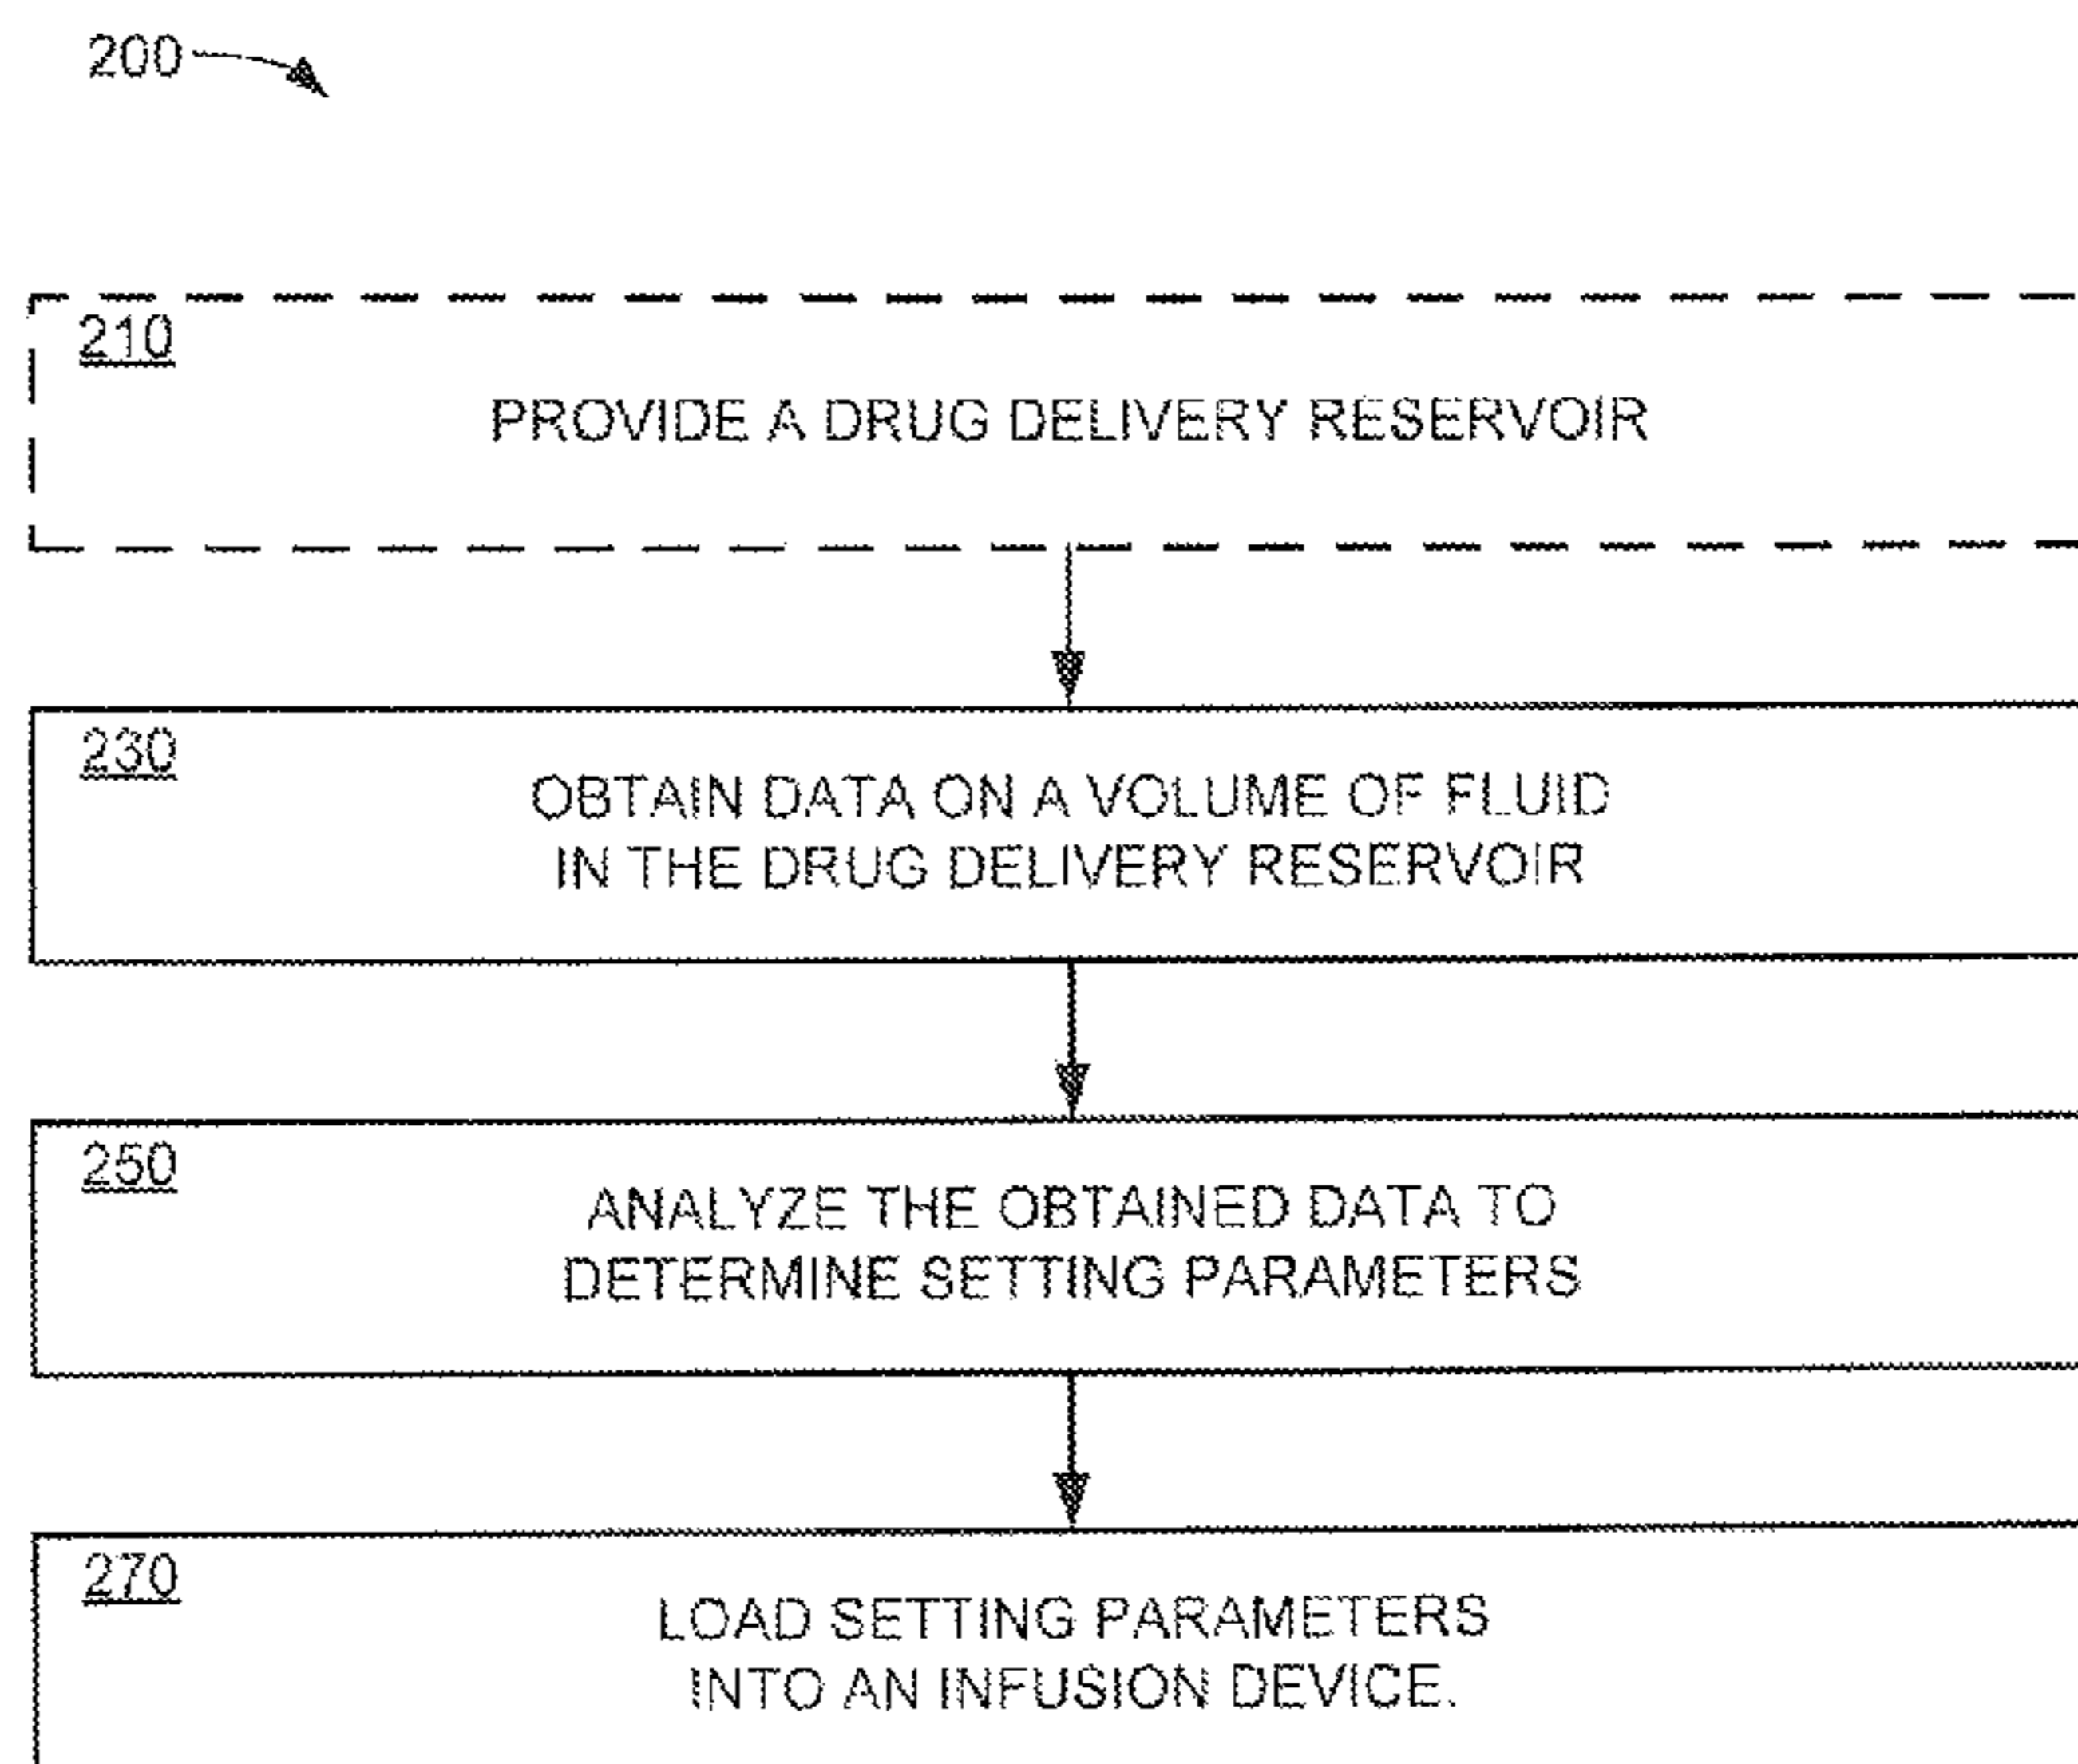 200
210
PROVIDE A DRUG DELIVERY RESERVOIR
230
OBTAIN DATA ON A VOLUME OF FLUID
IN THE DRUG DELIVERY RESERVOIR
250
ANALYZE THE OBTAINED DATA TO
DETERMINE SETTING PARAMETERS
270
LOAD SETTING PARAMETERS
INTO AN INFUSION DEVICE.